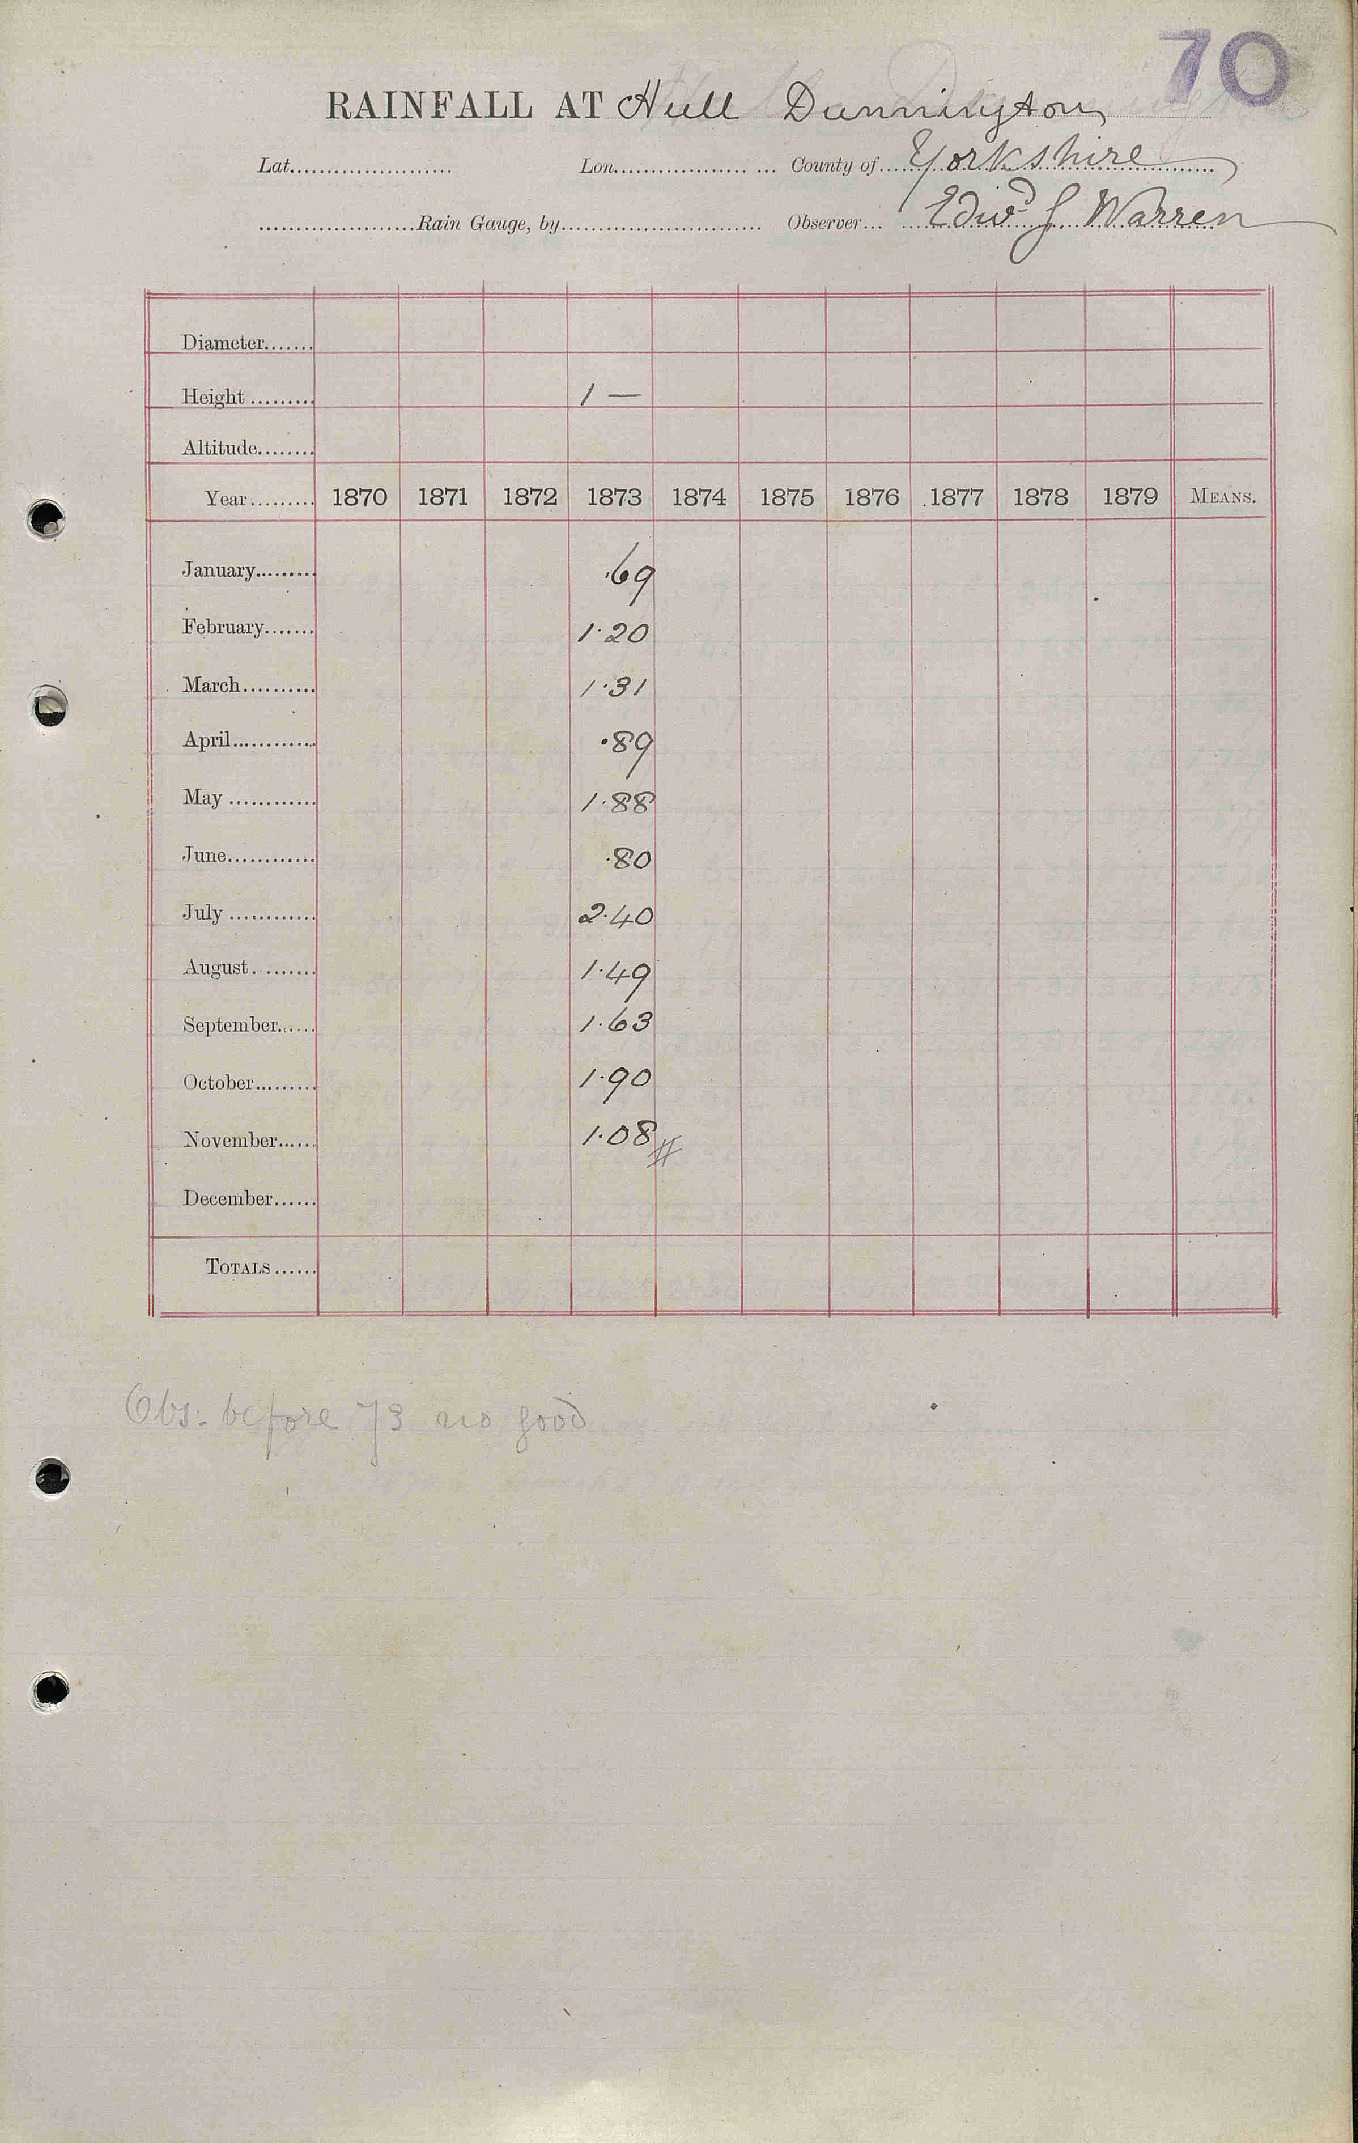 70
RAINFALL AT Hull Dunnington
Lat. Lon. County of Yorkshire
Rain Gauge, by Observer Edwd J Warren
Diameter
Height 1 —
Altitude
Year 1870 1871 1872 1873 1874 1875 1876 1877 1878 1879 MEANS.
January .69
February 1.20
March 1.31
April .89
May 1.88
June .80
July 2.40
August 1.49
September 1.63
October 1.90
November 1.08 #
December
TOTALS
Obs. before 73 no good